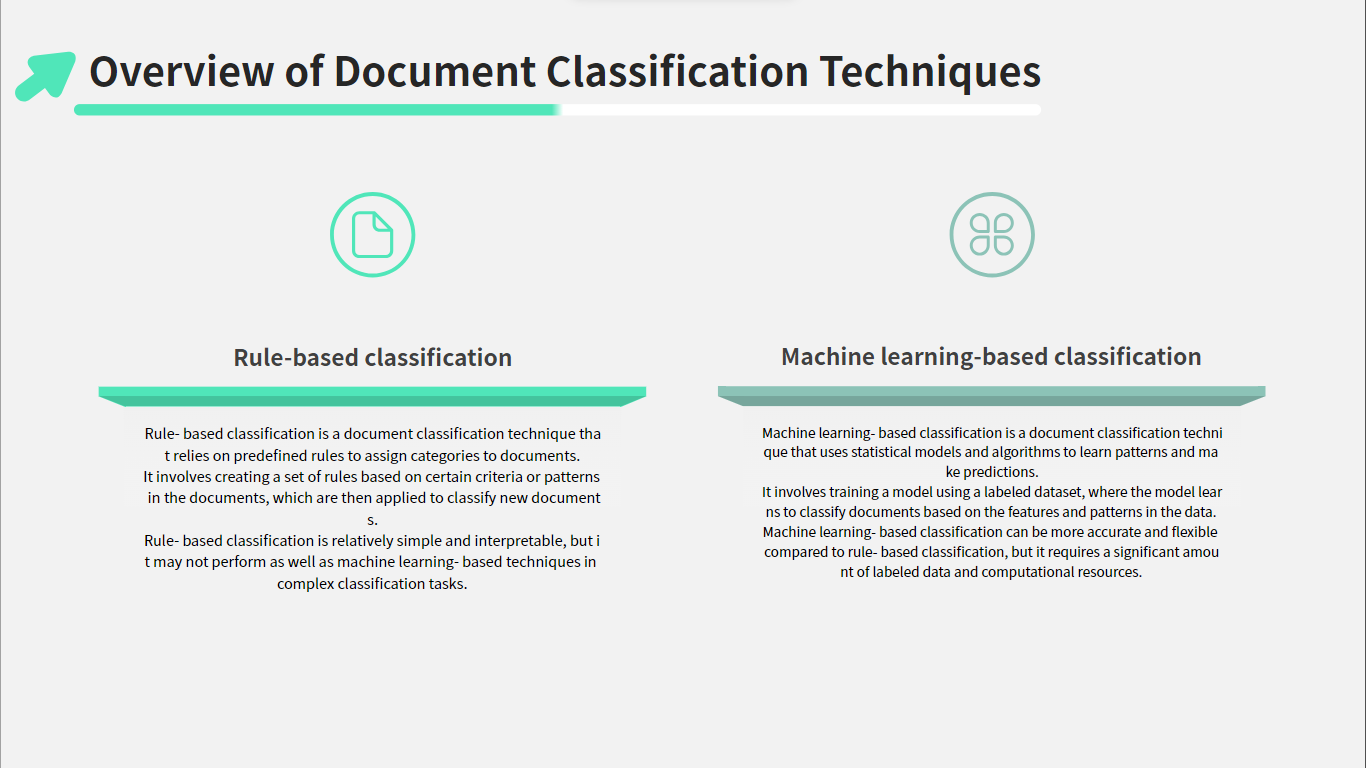 Overview of Document Classification Techniques
Rule-based classification
Rule- based classification is a document classification technique tha
t relies on predefined rules to assign categories to documents.
It involves creating a set of rules based on certain criteria or patterns
in the documents, which are then applied to classify new document
s.
Rule- based classification is relatively simple and interpretable, but i
t may not perform as well as machine learning- based techniques in
complex classification tasks.
Machine learning-based classification
Machine learning- based classification is a document classification techni
que that uses statistical models and algorithms to learn patterns and ma
ke predictions.
It involves training a model using a labeled dataset, where the model lear
ns to classify documents based on the features and patterns in the data.
Machine learning- based classification can be more accurate and flexible
compared to rule- based classification, but it requires a significant amou
nt of labeled data and computational resources.